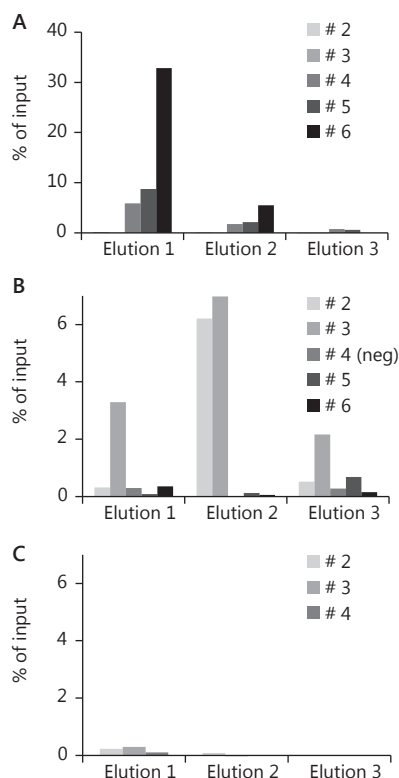 A
% of input
40
30
20
10
0
Elution 1 Elution 2 Elution 3
# 2
# 3
# 4
# 5
# 6
B
% of input
6
4
2
0
Elution 1 Elution 2 Elution 3
# 2
# 3
# 4 (neg)
# 5
# 6
C
% of input
6
4
2
0
Elution 1 Elution 2 Elution 3
# 2
# 3
# 4